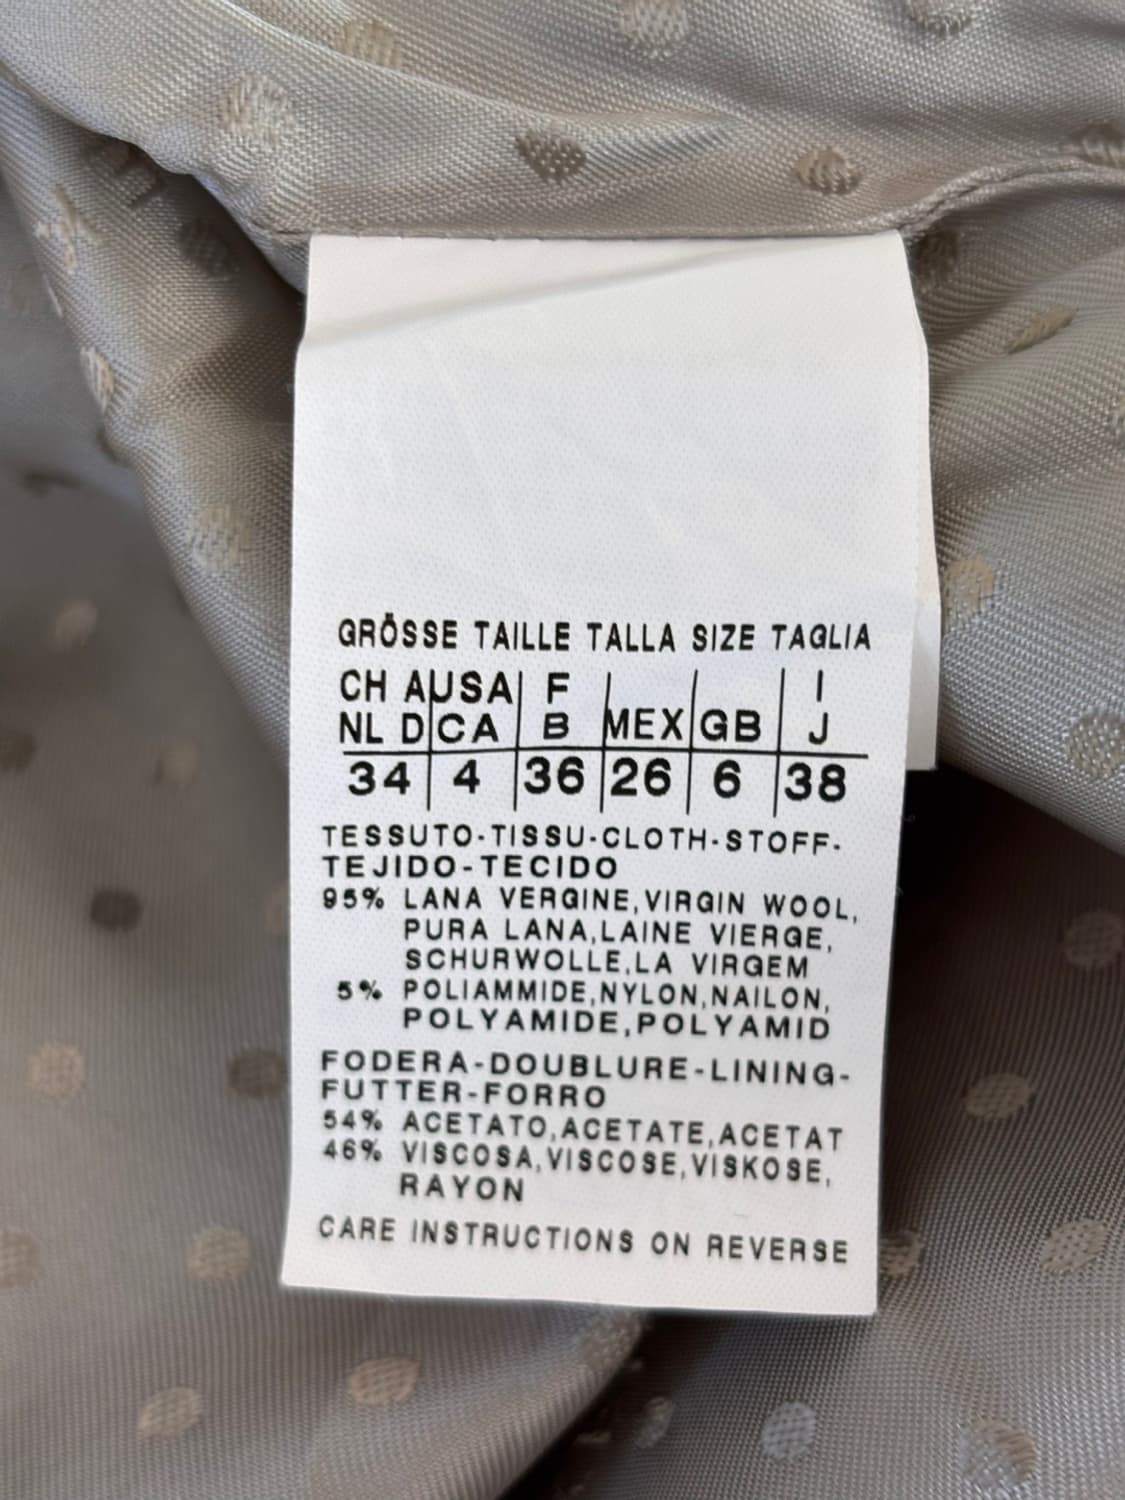 GRÖSSE TAILLE TALLA SIZE TAGLIA
CH A USA F I
NL D CA B MEX GB J
34 4 36 26 6 38
TESSUTO-TISSU-CLOTH-STOFF-
TEJIDO-TECIDO
95% LANA VERGINE,VIRGIN WOOL,
PURA LANA,LAINE VIERGE,
SCHURWOLLE,LA VIRGEM
5% POLIAMMIDE,NYLON,NAILON,
POLYAMIDE,POLYAMID
FODERA-DOUBLURE-LINING-
FUTTER-FORRO
54% ACETATO,ACETATE,ACETAT
46% VISCOSA,VISCOSE,VISKOSE,
RAYON
CARE INSTRUCTIONS ON REVERSE